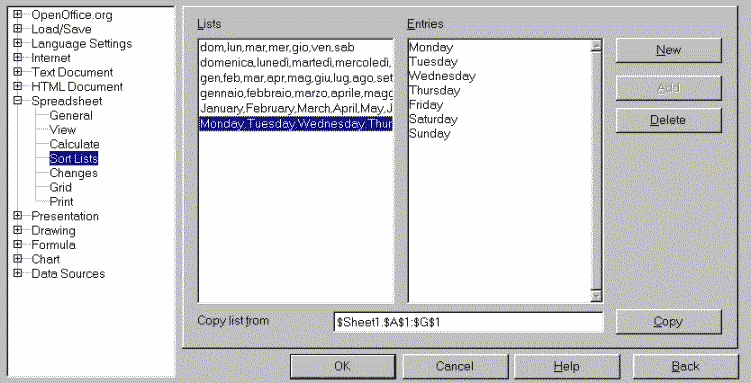 OpenOffice.org
Load/Save
Language Settings
Internet
Text Document
HTML Document
Spreadsheet
General
View
Calculate
Sort Lists
Changes
Grid
Print
Presentation
Drawing
Formula
Chart
Data Sources
Lists
dom,lun,mar,mer,gio,ven,sab
domenica,lunedì,martedì,mercoledì,
gen,feb,mar,apr,mag,giu,lug,ago,set
gennaio,febbraio,marzo,aprile,magg
January,February,March,April,May,J
Monday,Tuesday,Wednesday,Thur
Entries
Monday
Tuesday
Wednesday
Thursday
Friday
Saturday
Sunday
New
Add
Delete
Copy list from
$Sheet1.$A$1:$G$1
Copy
OK
Cancel
Help
Back